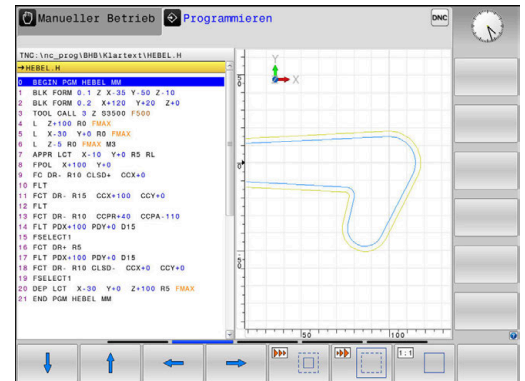 Manueller Betrieb Programmieren DNC
TNC:\nc_prog\BHB\Klartext\HEBEL.H
→HEBEL.H
0 BEGIN PGM HEBEL MM
1 BLK FORM 0.1 Z X-35 Y-50 Z-10
2 BLK FORM 0.2 X+120 Y+20 Z+0
3 TOOL CALL 3 Z S3500 F500
4 L Z+100 R0 FMAX
5 L X-30 Y+0 R0 FMAX
6 L Z-5 R0 FMAX M3
7 APPR LCT X-10 Y+0 R5 RL
8 FPOL X+100 Y+0
9 FC DR- R10 CLSD+ CCX+0
10 FLT
11 FCT DR- R15 CCX+100 CCY+0
12 FLT
13 FCT DR- R10 CCPR+40 CCPA-110
14 FLT PDX+100 PDY+0 D15
15 FSELECT1
16 FCT DR+ R5
17 FLT PDX+100 PDY+0 D15
18 FCT DR- R10 CLSD- CCX+0 CCY+0
19 FSELECT1
20 DEP LCT X-30 Y+0 Z+100 R5 FMAX
21 END PGM HEBEL MM
Y
X
50
100
1:1